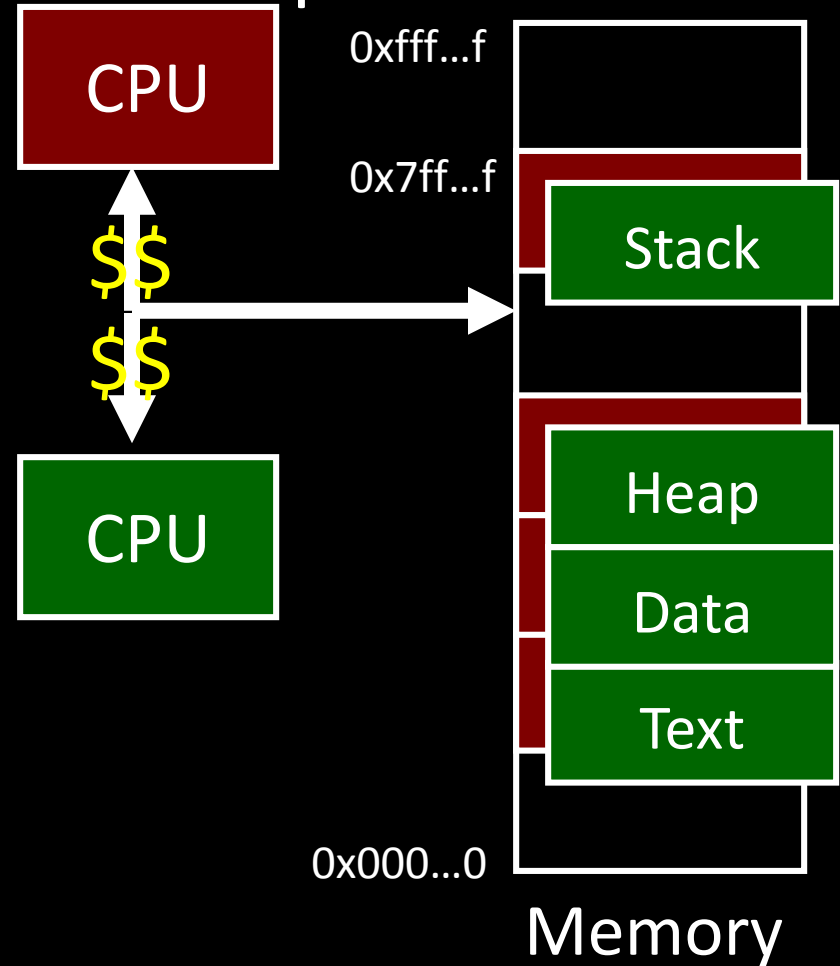 CPU
0xfff...f
0x7ff...f
$$
Stack
$$
CPU
Heap
Data
Text
0x000...0
Memory